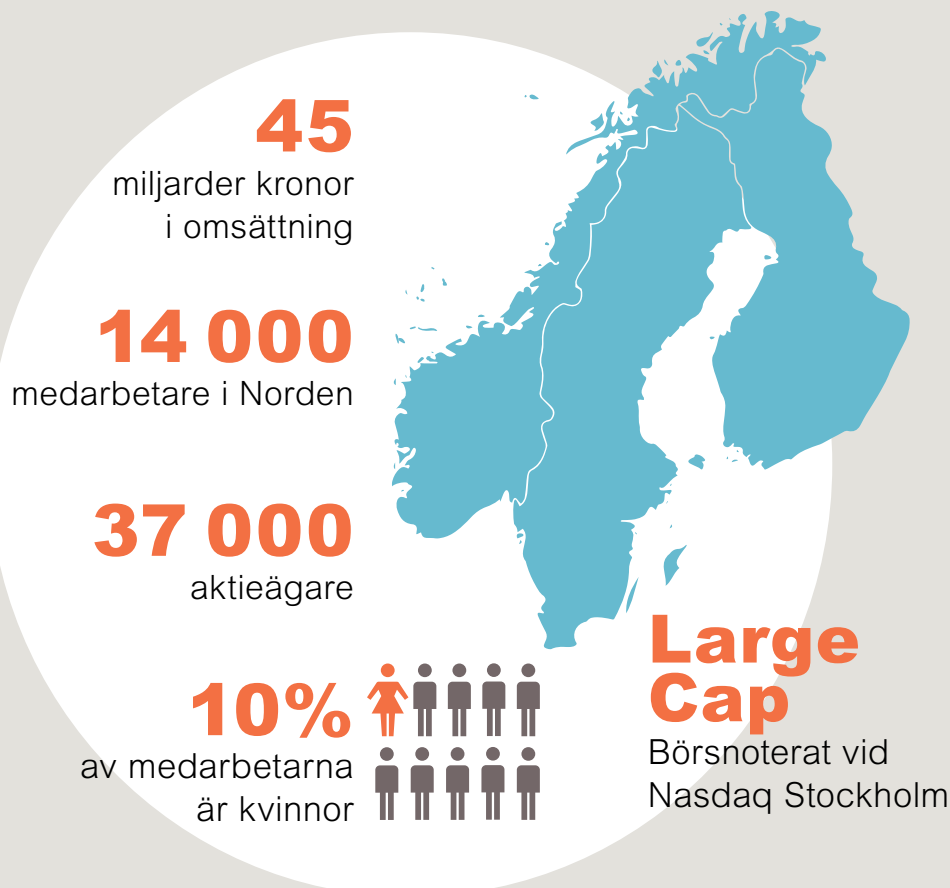 45
miljarder kronor
i omsättning
14 000
medarbetare i Norden
37 000
aktieägare
10%
av medarbetarna
är kvinnor
Large
Cap
Börsnoterat vid
Nasdaq Stockholm